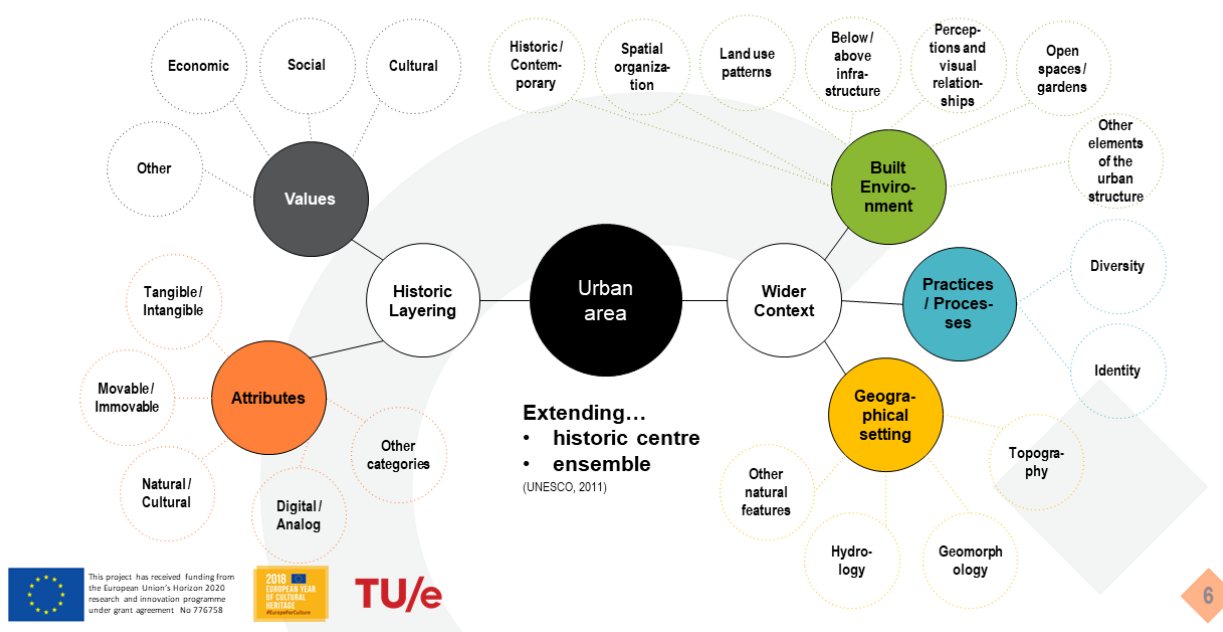 Historic /
Contem-
porary
Spatial
organiza-
tion
Land use
patterns
Below /
above
infra-
structure
Percep-
tions and
visual
relation-
ships
Open
spaces /
gardens
Economic
Social
Cultural
Other
Other
elements
of the
urban
structure
Values
Built
Enviro-
nment
Tangible /
Intangible
Historic
Layering
Urban
area
Wider
Context
Practices
/ Proces-
ses
Diversity
Identity
Movable /
Immovable
Attributes
Geogra-
phical
setting
Extending…
• historic centre
• ensemble
(UNESCO, 2011)
Other
categories
Natural /
Cultural
Digital /
Analog
Other
natural
features
Topogra-
phy
Hydro-
logy
Geomorph
ology
This project has received funding from
the European Union's Horizon 2020
research and innovation programme
under grant agreement No 776758
2018
EUROPEAN YEAR
OF CULTURAL
HERITAGE
#EuropeForCulture
TU/e
6